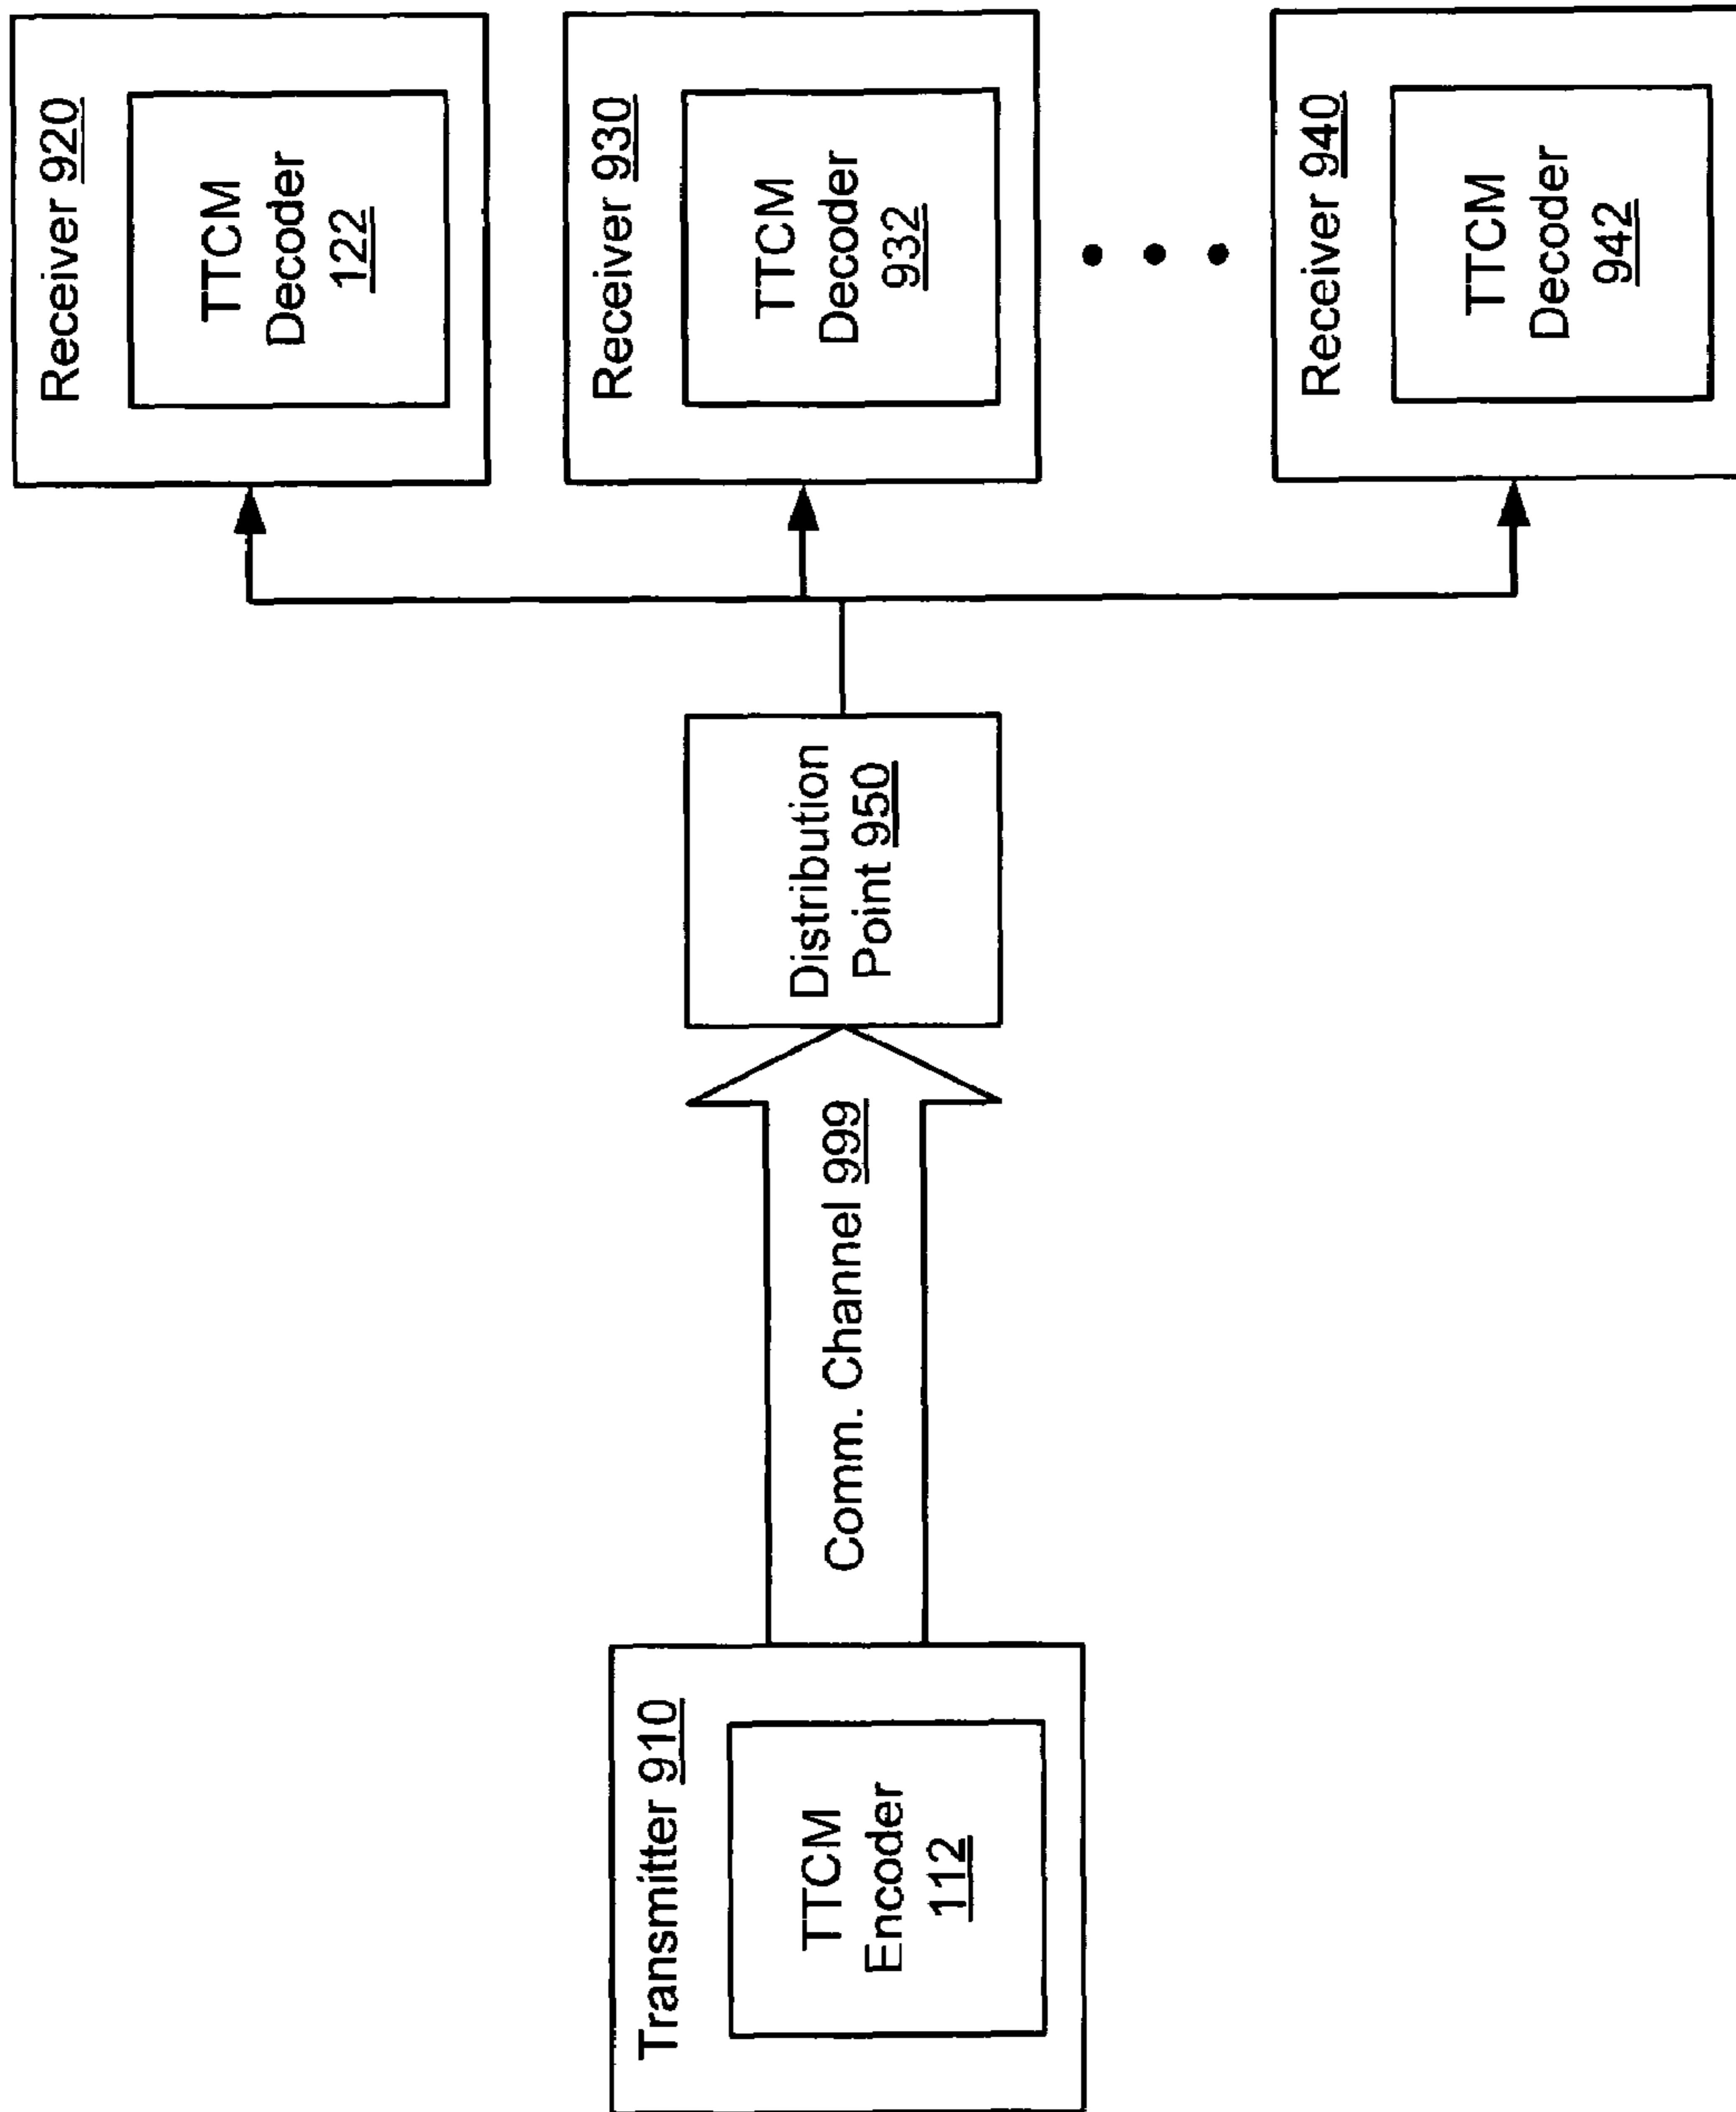 Transmitter 910
TTCM
Encoder
112
Comm. Channel 999
Distribution
Point 950
Receiver 920
TTCM
Decoder
122
Receiver 930
TTCM
Decoder
932
Receiver 940
TTCM
Decoder
942